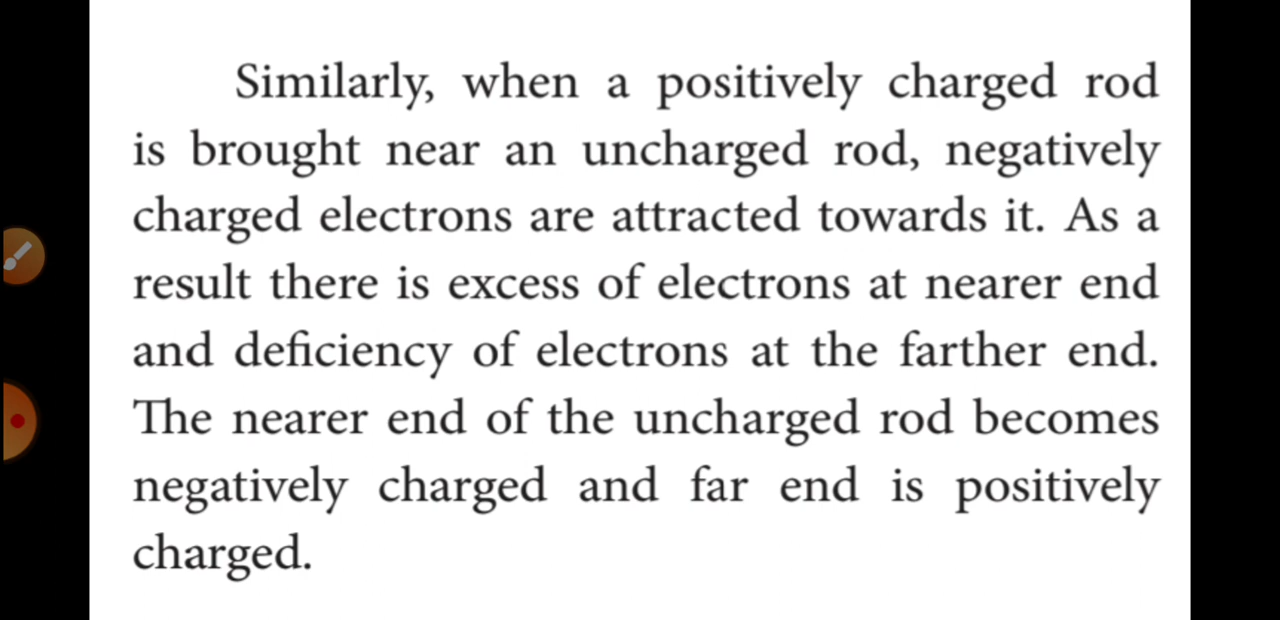 Similarly, when a positively charged rod
is brought near an uncharged rod, negatively
charged electrons are attracted towards it. As a
result there is excess of electrons at nearer end
and deficiency of electrons at the farther end.
The nearer end of the uncharged rod becomes
negatively charged and far end is positively
charged.